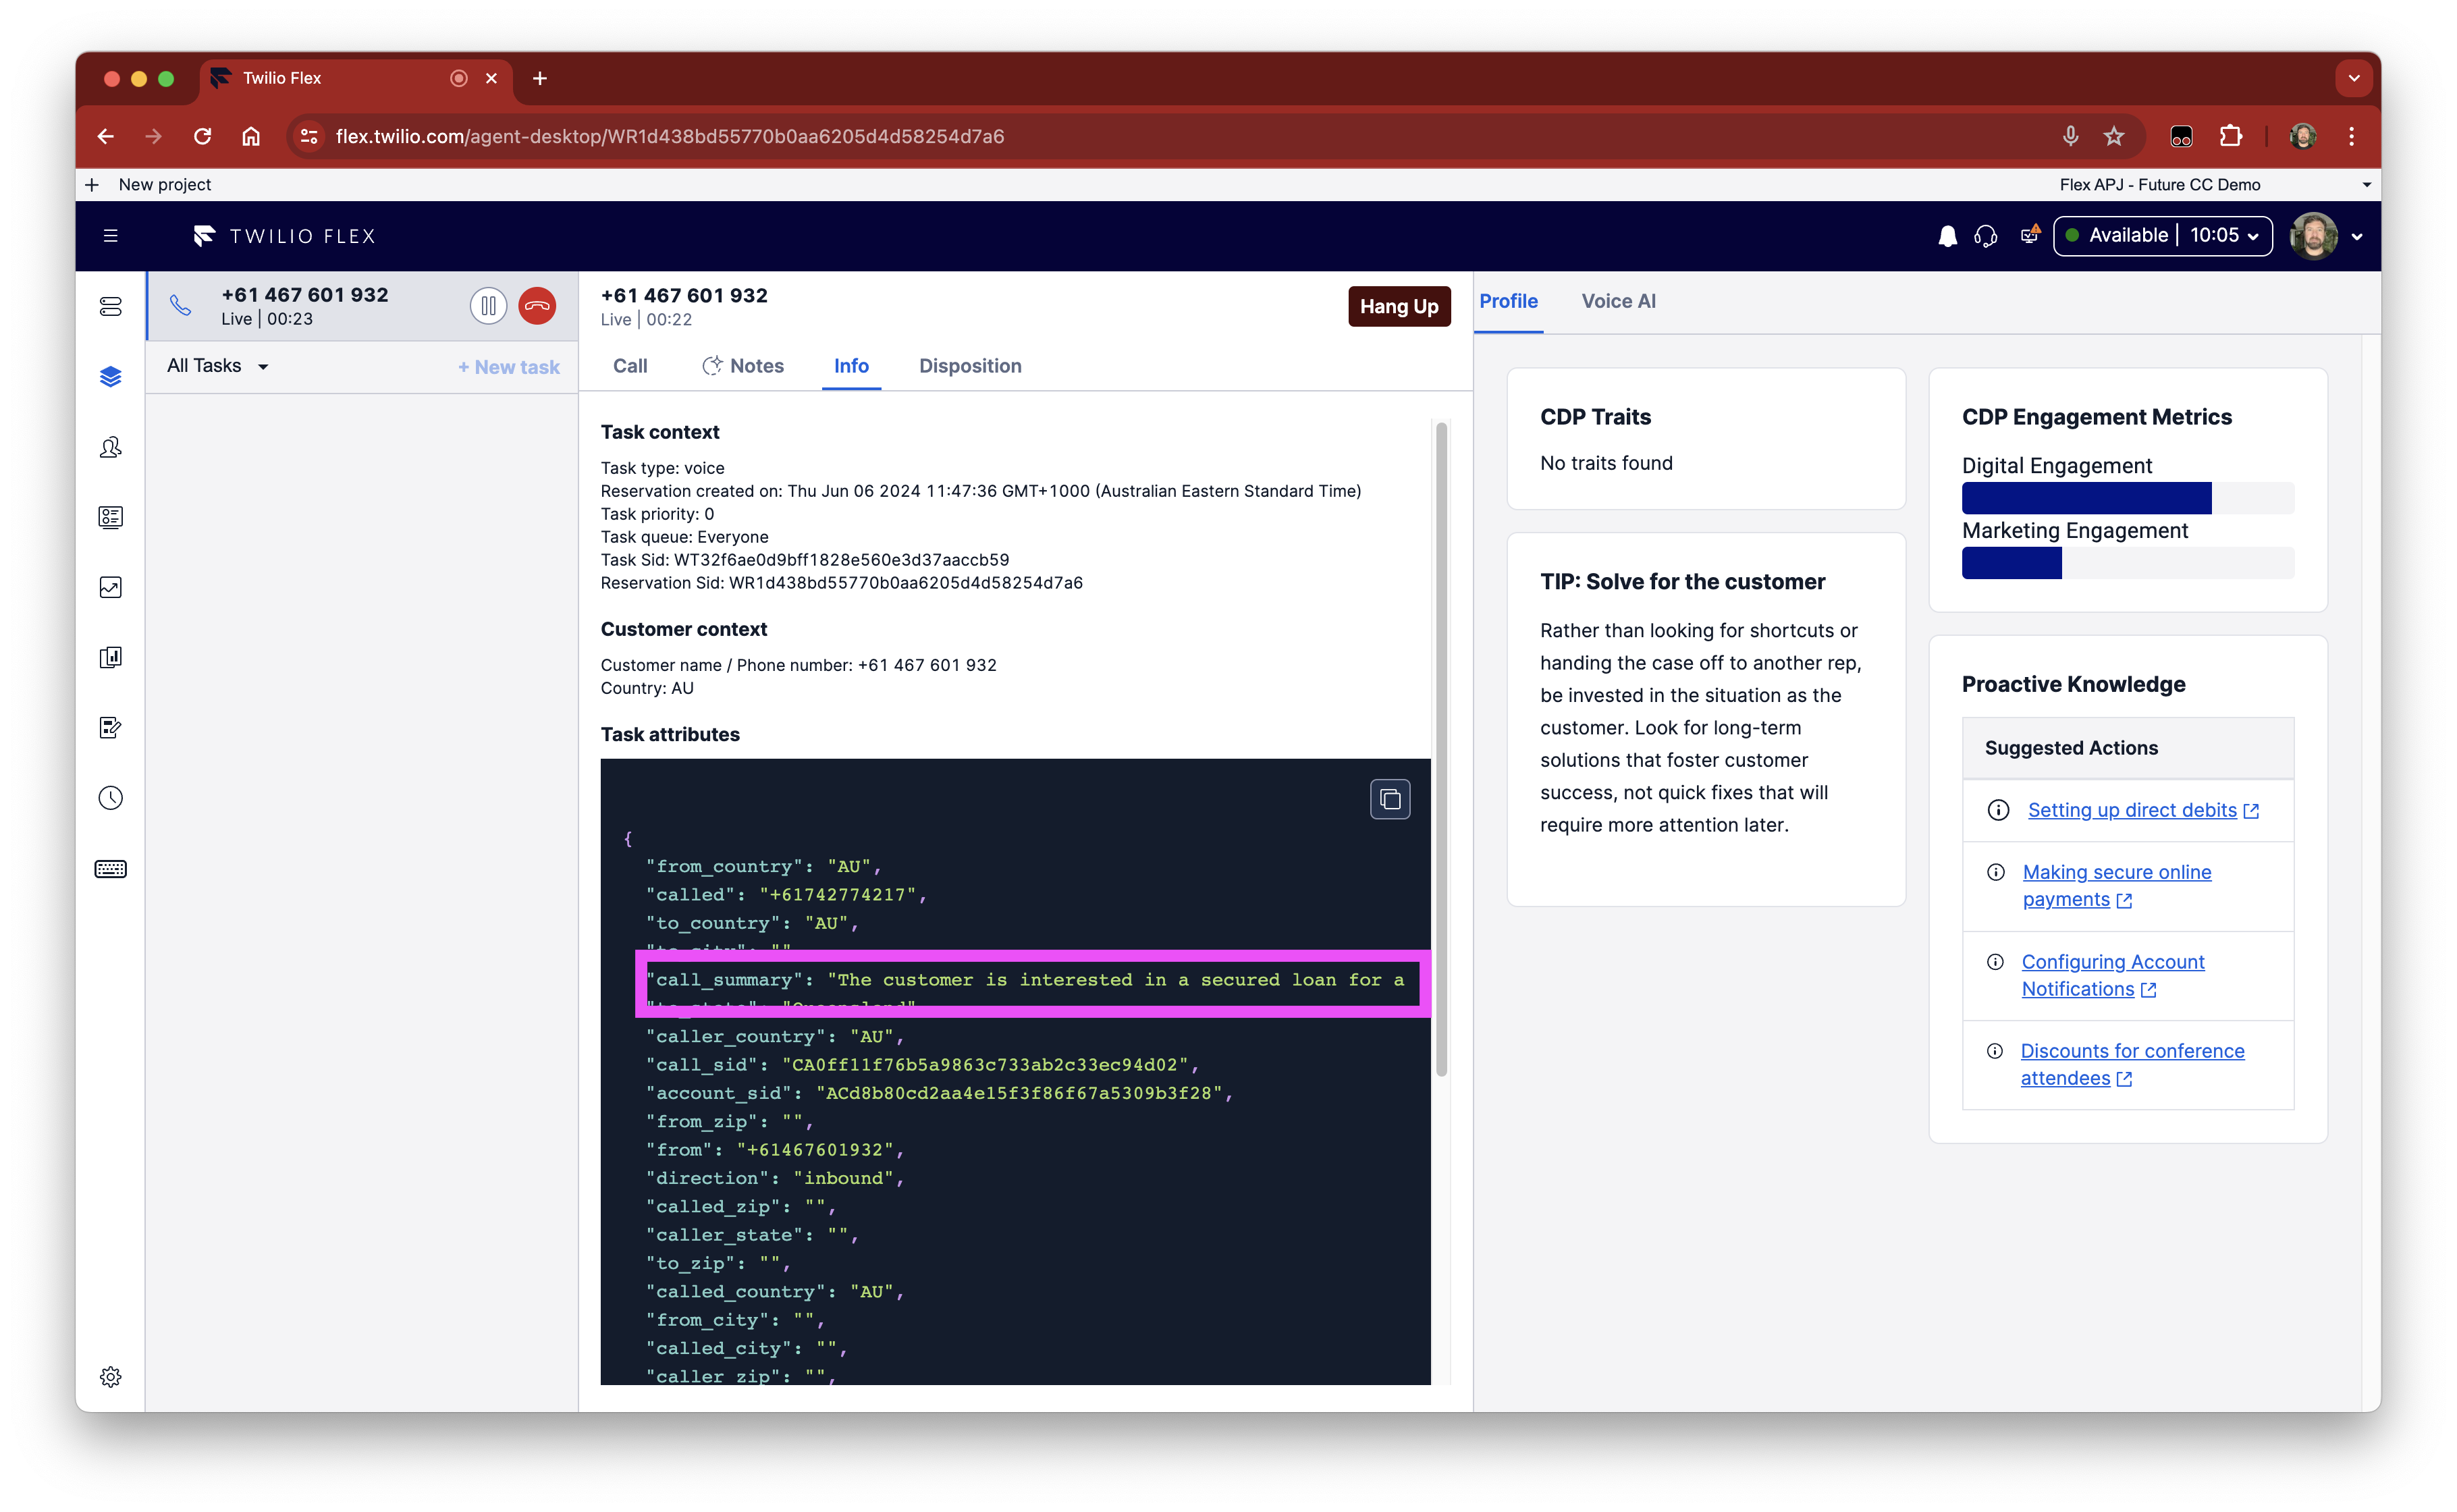 Twilio Flex
flex.twilio.com/agent-desktop/WR1d438bd55770b0aa6205d4d58254d7a6
New project
Flex APJ - Future CC Demo
TWILIO FLEX
Available | 10:05
+61 467 601 932
Live | 00:23
All Tasks
+ New task
+61 467 601 932
Live | 00:22
Hang Up
Call
Notes
Info
Disposition
Task context
Task type: voice
Reservation created on: Thu Jun 06 2024 11:47:36 GMT+1000 (Australian Eastern Standard Time)
Task priority: 0
Task queue: Everyone
Task Sid: WT32f6ae0d9bff1828e560e3d37aaccb59
Reservation Sid: WR1d438bd55770b0aa6205d4d58254d7a6
Customer context
Customer name / Phone number: +61 467 601 932
Country: AU
Task attributes
{
"from_country": "AU",
"called": "+61742774217",
"to_country": "AU",
"to_city": ""
"call_summary": "The customer is interested in a secured loan for a
"to_state": "Queensland"
"caller_country": "AU",
"call_sid": "CA0ff11f76b5a9863c733ab2c33ec94d02",
"account_sid": "ACd8b80cd2aa4e15f3f86f67a5309b3f28",
"from_zip": "",
"from": "+61467601932",
"direction": "inbound",
"called_zip": "",
"caller_state": "",
"to_zip": "",
"called_country": "AU",
"from_city": "",
"called_city": "",
"caller_zip": "",
Profile
Voice AI
CDP Traits
No traits found
TIP: Solve for the customer
Rather than looking for shortcuts or
handing the case off to another rep,
be invested in the situation as the
customer. Look for long-term
solutions that foster customer
success, not quick fixes that will
require more attention later.
CDP Engagement Metrics
Digital Engagement
Marketing Engagement
Proactive Knowledge
Suggested Actions
Setting up direct debits
Making secure online
payments
Configuring Account
Notifications
Discounts for conference
attendees